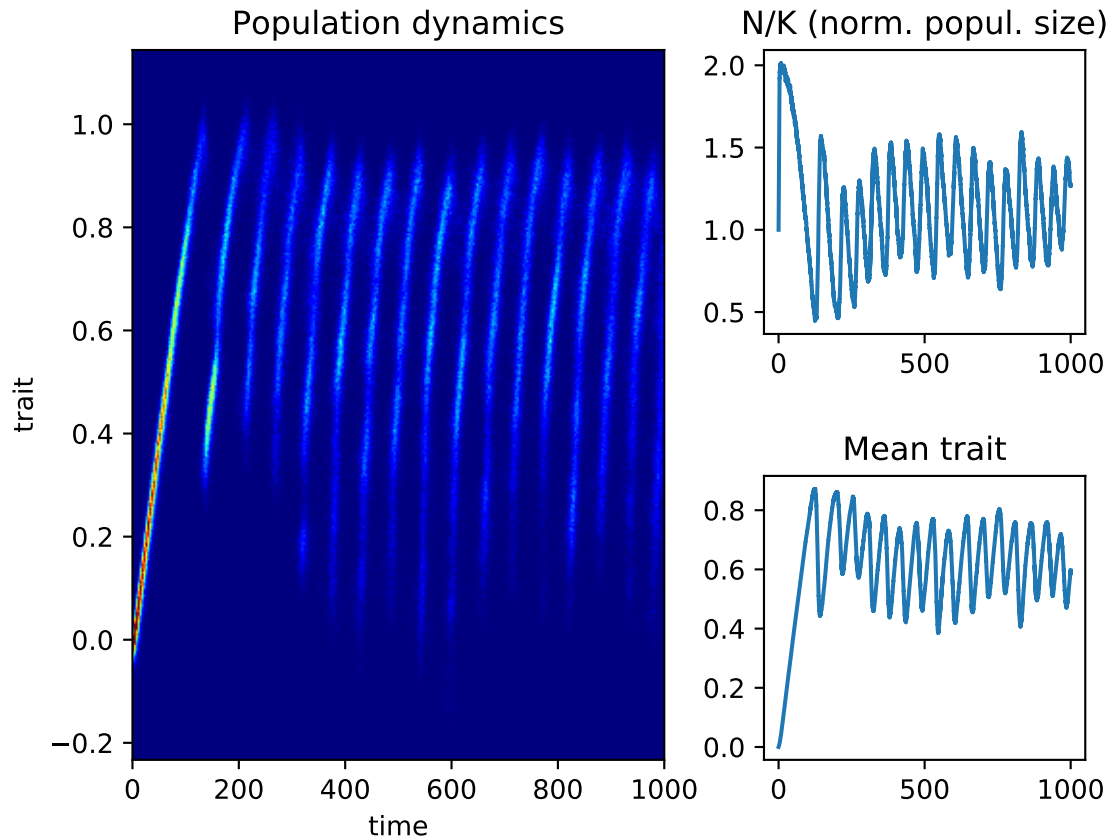 Population dynamics
1.0
0.8
0.6
0.4
0.2
0.0
−0.2
trait
0 200 400 600 800 1000
time
N/K (norm. popul. size)
2.0
1.5
1.0
0.5
0 500 1000
Mean trait
0.8
0.6
0.4
0.2
0.0
0 500 1000